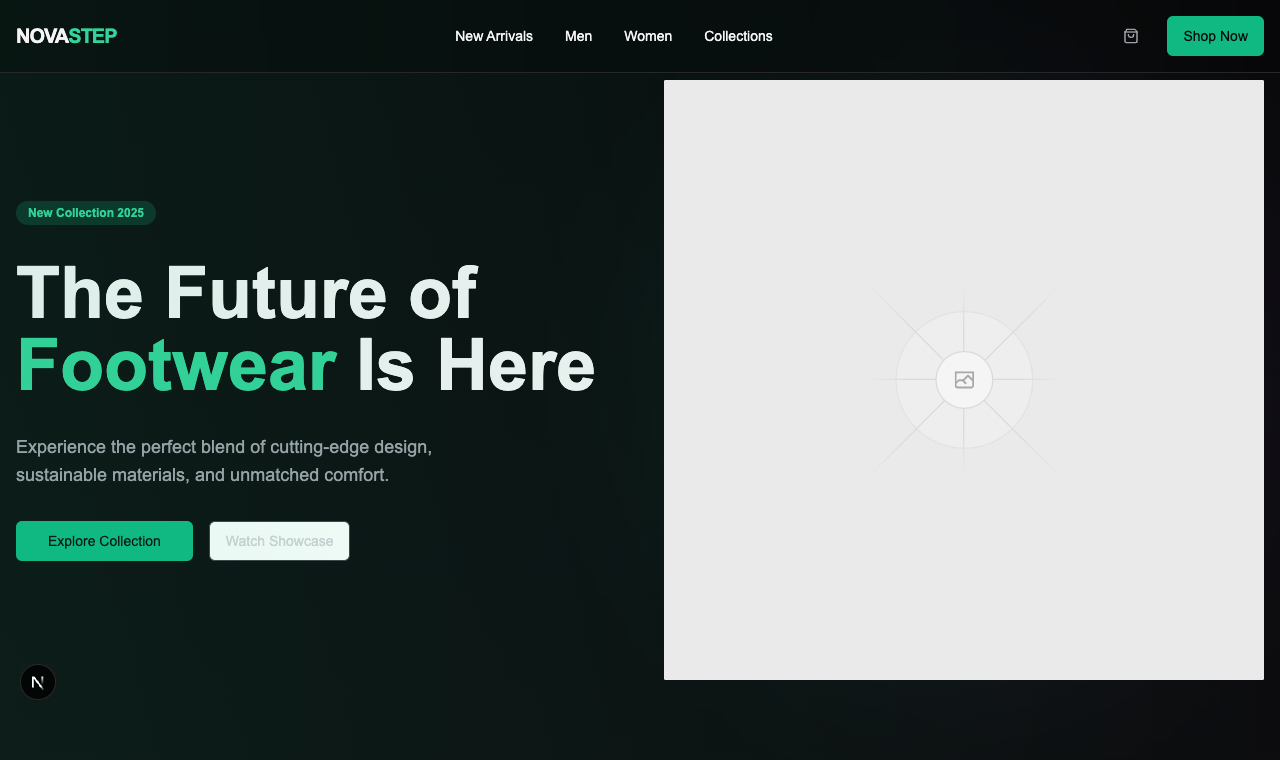 NOVASTEP
New Arrivals
Men
Women
Collections
Shop Now
New Collection 2025
The Future of
Footwear Is Here
Experience the perfect blend of cutting-edge design,
sustainable materials, and unmatched comfort.
Explore Collection
Watch Showcase
N